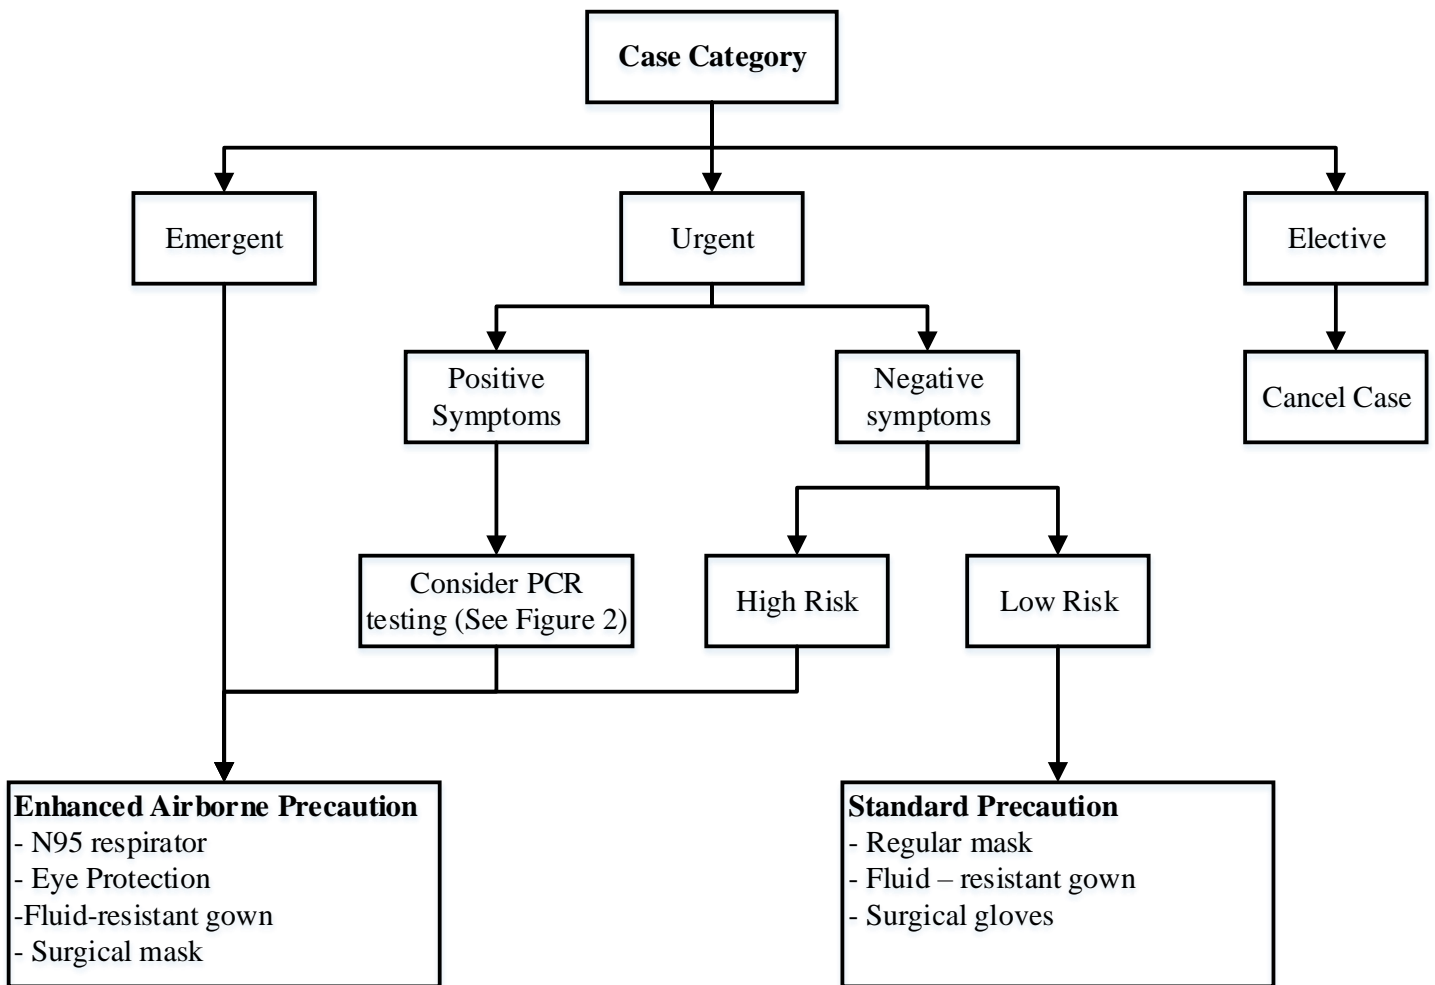 Case Category
Emergent
Urgent
Elective
Positive
Symptoms
Negative
symptoms
Cancel Case
Consider PCR
testing (See Figure 2)
High Risk
Low Risk
Enhanced Airborne Precaution
- N95 respirator
- Eye Protection
-Fluid-resistant gown
- Surgical mask
Standard Precaution
- Regular mask
- Fluid – resistant gown
- Surgical gloves